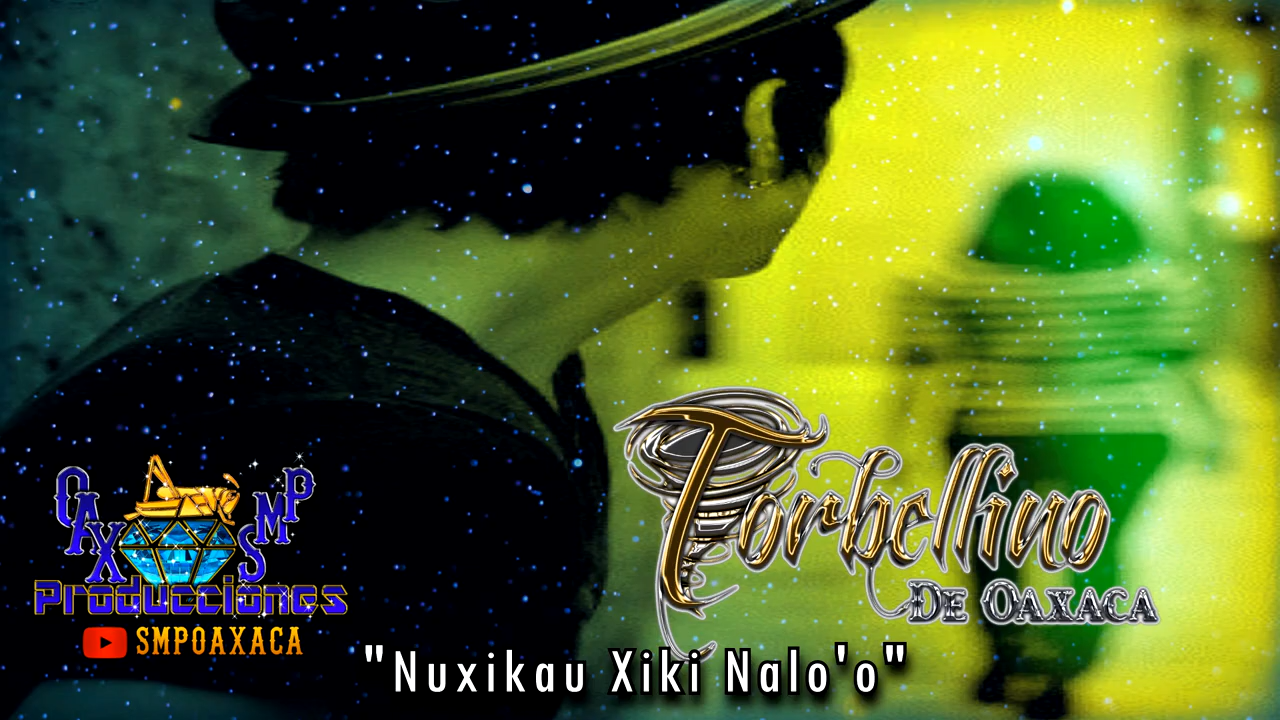 Torbellino
De Oaxaca
OAX SMP
Producciones
SMPOAXACA
"Nuxikau Xiki Nalo'o"